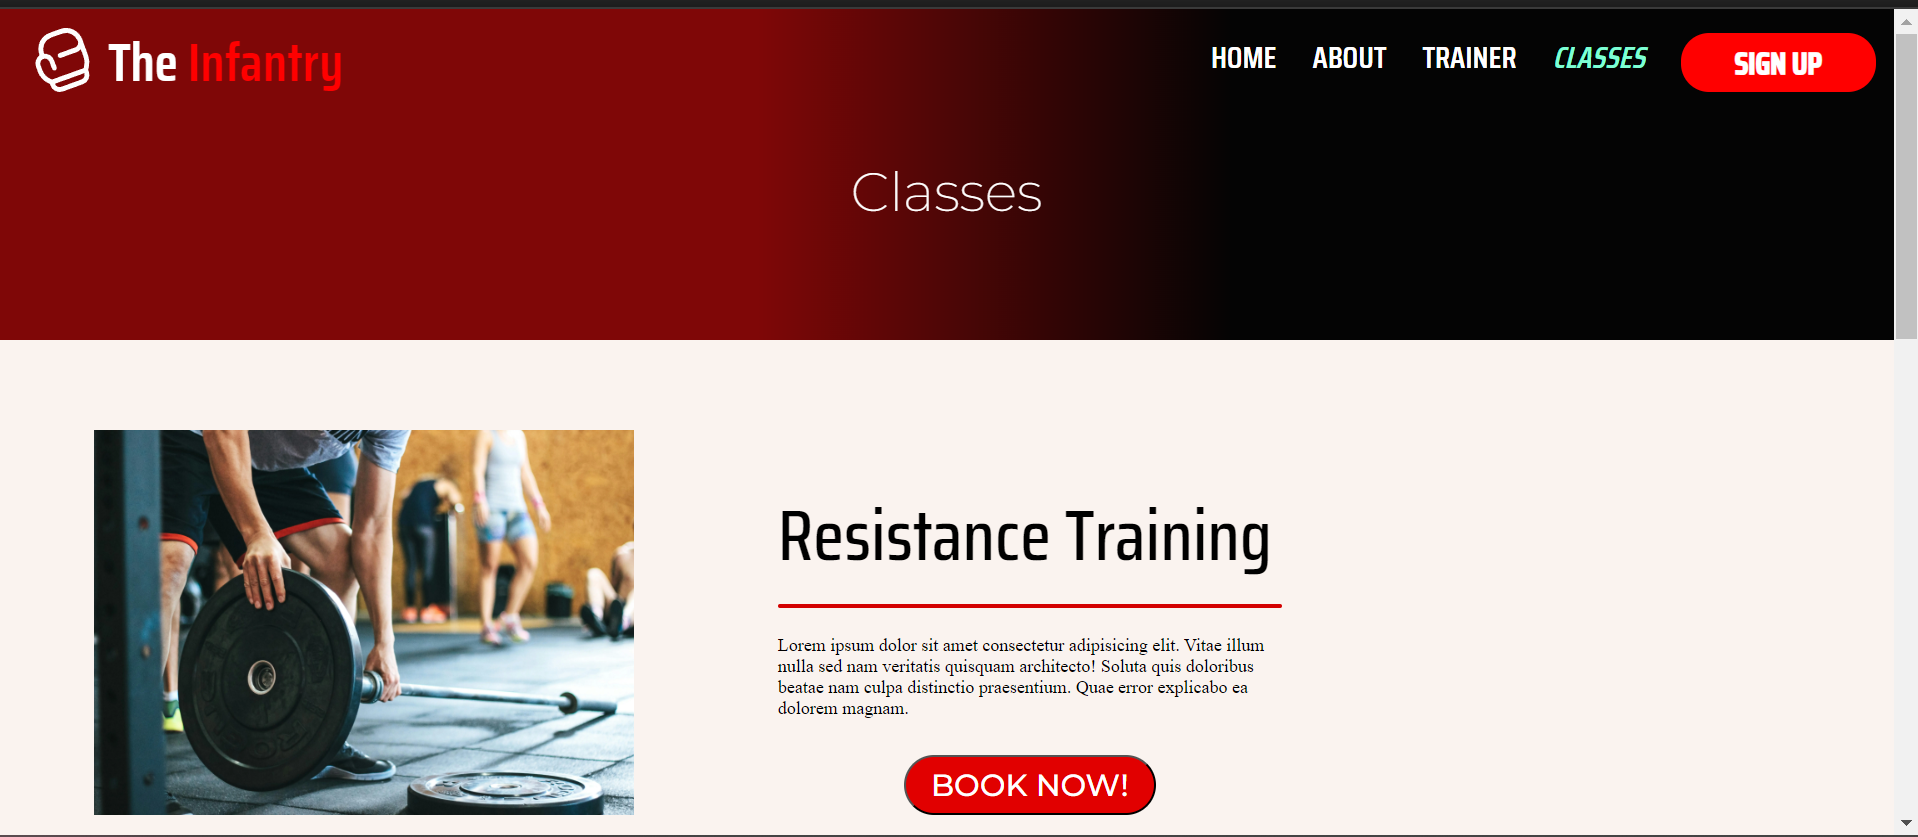 The Infantry
HOME ABOUT TRAINER CLASSES SIGN UP
Classes
Resistance Training
Lorem ipsum dolor sit amet consectetur adipisicing elit. Vitae illum
nulla sed nam veritatis quisquam architecto! Soluta quis doloribus
beatae nam culpa distinctio praesentium. Quae error explicabo ea
dolorem magnam.
BOOK NOW!